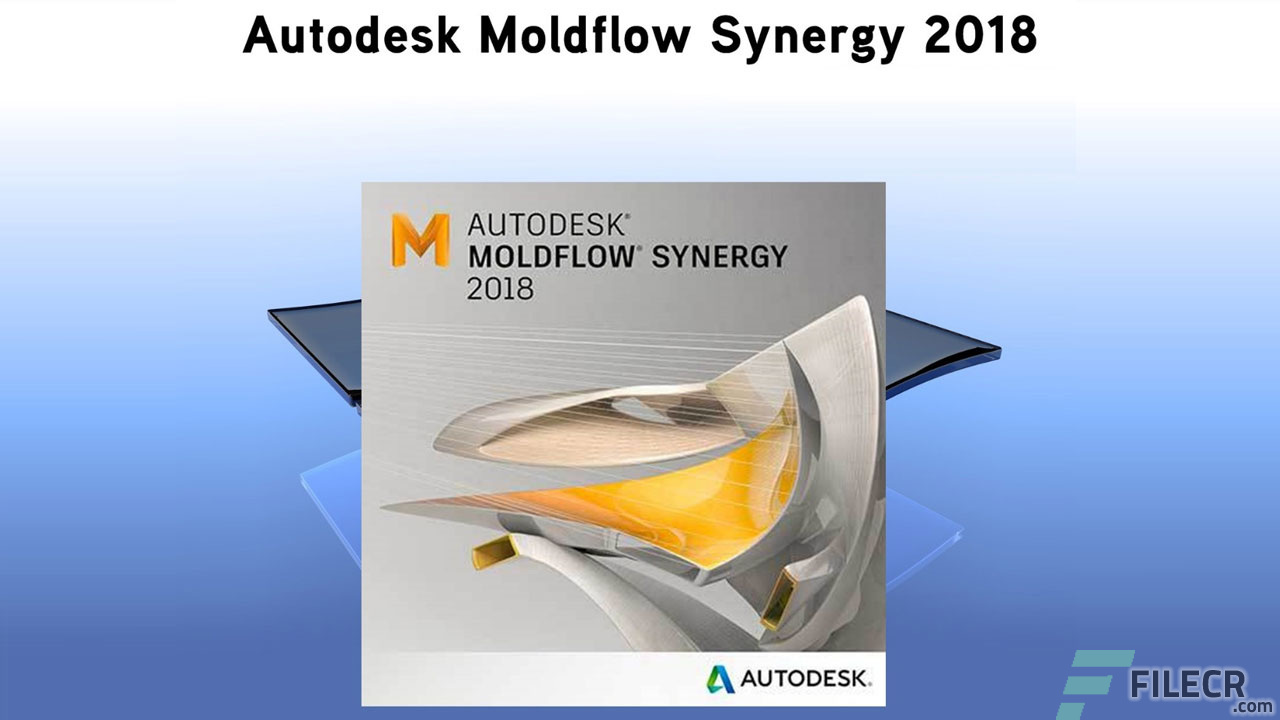 Autodesk Moldflow Synergy 2018
AUTODESK®
MOLDFLOW® SYNERGY
2018
AUTODESK.
FILECR
.com